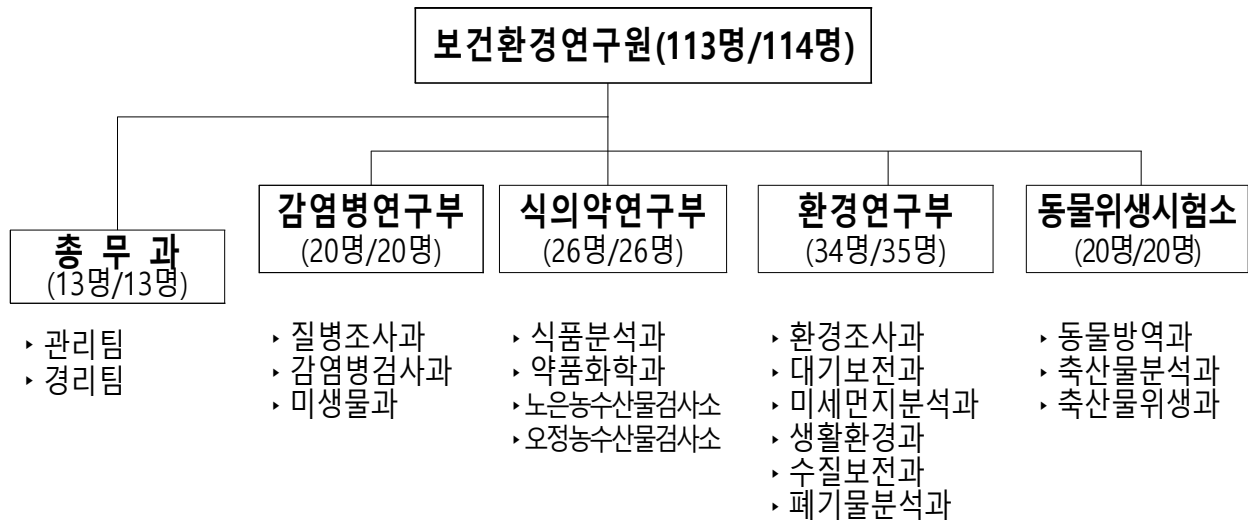 보건환경연구원(113명/114명)
총 무 과
(13명/13명)
‣ 관리팀
‣ 경리팀
감염병연구부
(20명/20명)
‣ 질병조사과
‣ 감염병검사과
‣ 미생물과
식의약연구부
(26명/26명)
‣ 식품분석과
‣ 약품화학과
‣ 노은농수산물검사소
‣ 오정농수산물검사소
환경연구부
(34명/35명)
‣ 환경조사과
‣ 대기보전과
‣ 미세먼지분석과
‣ 생활환경과
‣ 수질보전과
‣ 폐기물분석과
동물위생시험소
(20명/20명)
‣ 동물방역과
‣ 축산물분석과
‣ 축산물위생과